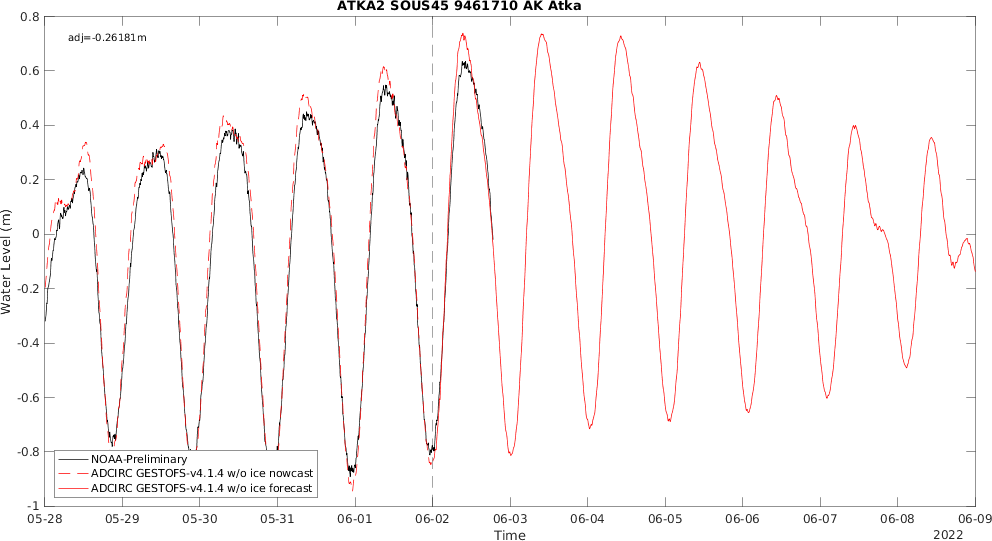 ATKA2 SOUS45 9461710 AK Atka
adj=-0.26181m
0.8
0.6
0.4
0.2
0
-0.2
-0.4
-0.6
-0.8
-1
Water Level (m)
NOAA-Preliminary
ADCIRC GESTOFS-v4.1.4 w/o ice nowcast
ADCIRC GESTOFS-v4.1.4 w/o ice forecast
05-28 05-29 05-30 05-31 06-01 06-02 06-03 06-04 06-05 06-06 06-07 06-08 06-09
Time
2022